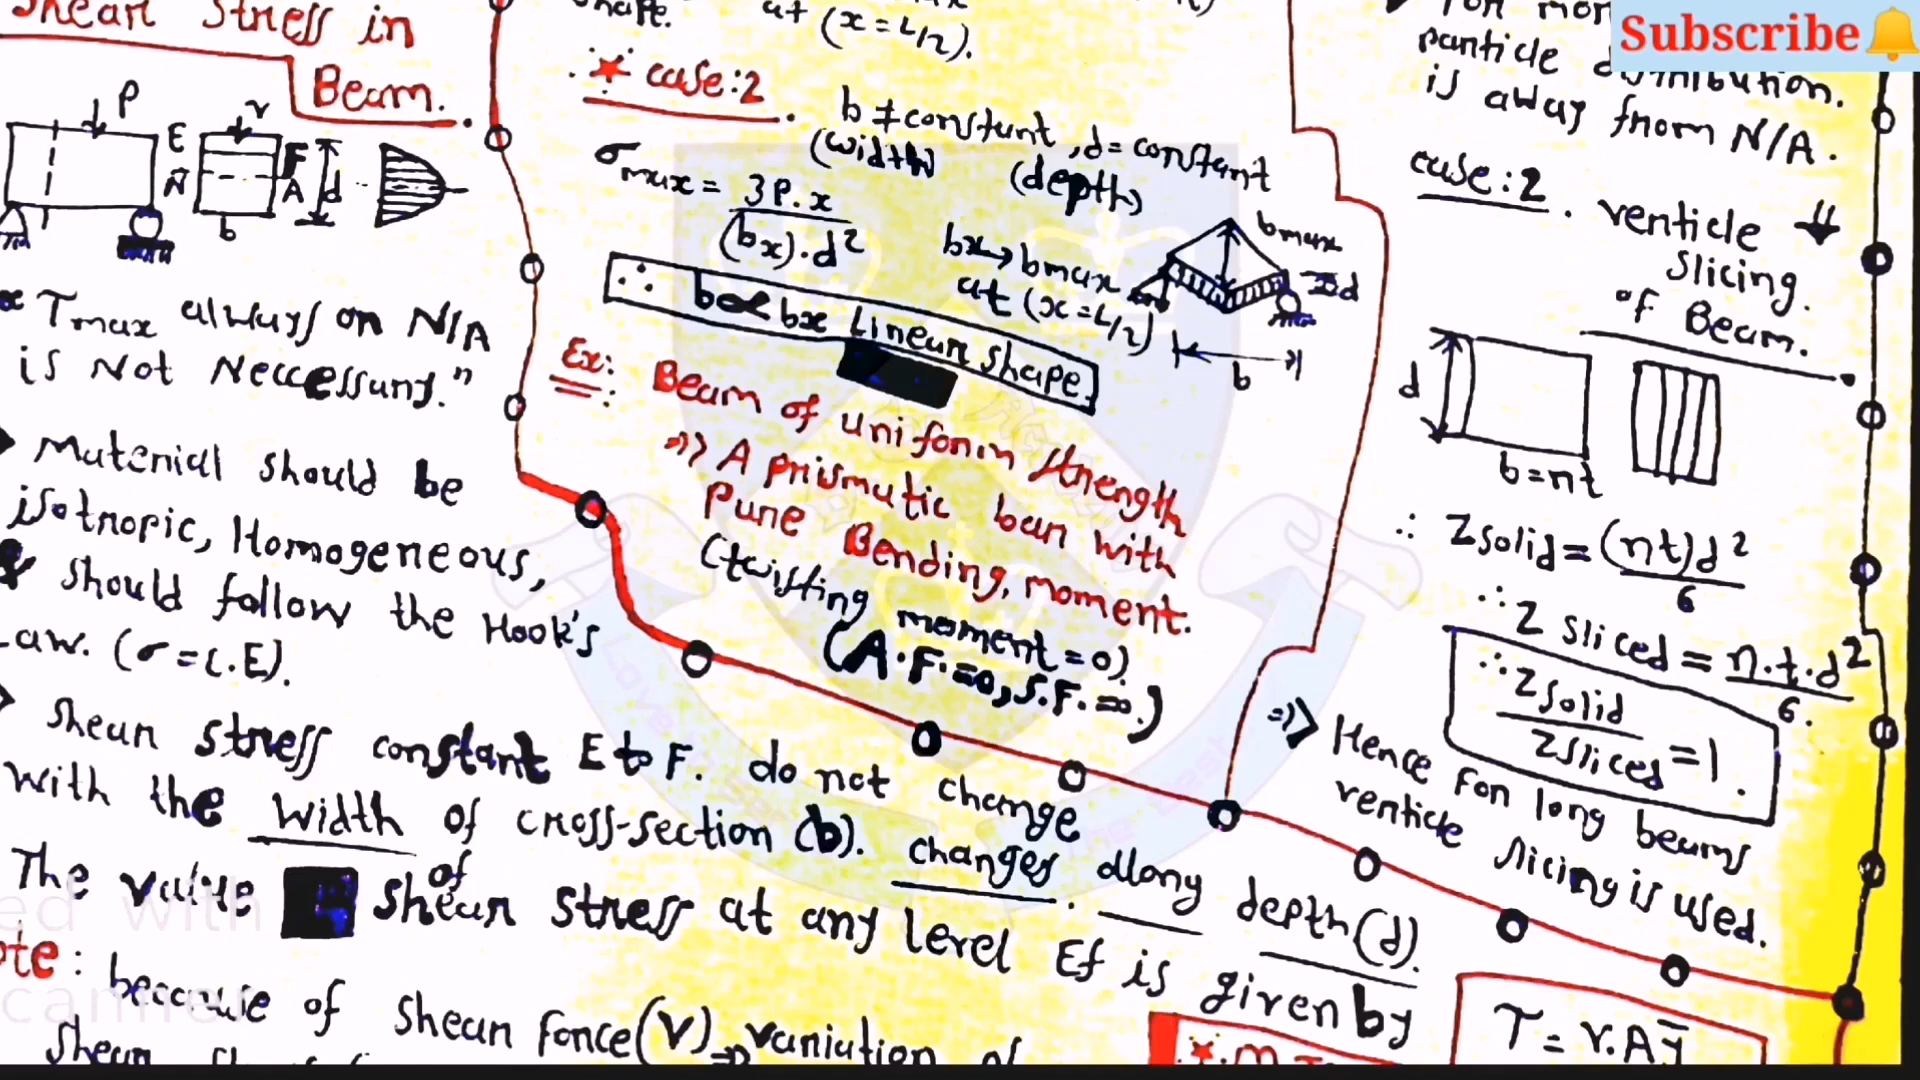 Shear Stress in
Beam.
P
V
E
F
N
A
d
b
Tmax always on N/A
is Not Neccessary."
Material should be
isotropic, Homogeneous,
& should follow the Hook's
Law. (σ = ε.E).
Shear stress constant E to F. do not change
with the width of cross-section (b). changes along depth (d).
The value of shear stress at any level Ef is given by
Note: because of shear force (V) ⇒ variation of
shape. at (x = L/2).
case: 2
b ≠ constant, d = constant
(width) (depth)
σmax = 3P.x / (bx).d²
bx → bmax
at (x = L/2)
bmax
d
b
∴ b ∝ bx Linear shape.
Ex: Beam of uniform strength
⇒ A prismatic bar with
Pure Bending, moment.
(twisting moment = 0)
(A.F. = 0, S.F. = 0.)
Subscribe
particle distribution.
is away from N/A.
case: 2. verticle
slicing.
of Beam.
d
b = nt
∴ Zsolid = (nt)d² / 6
∴ Z sliced = n.t.d² / 6.
∴ Zsolid / Zsliced = 1.
⇒ Hence For long beams
verticle slicing is used.
τ = V.Aȳ